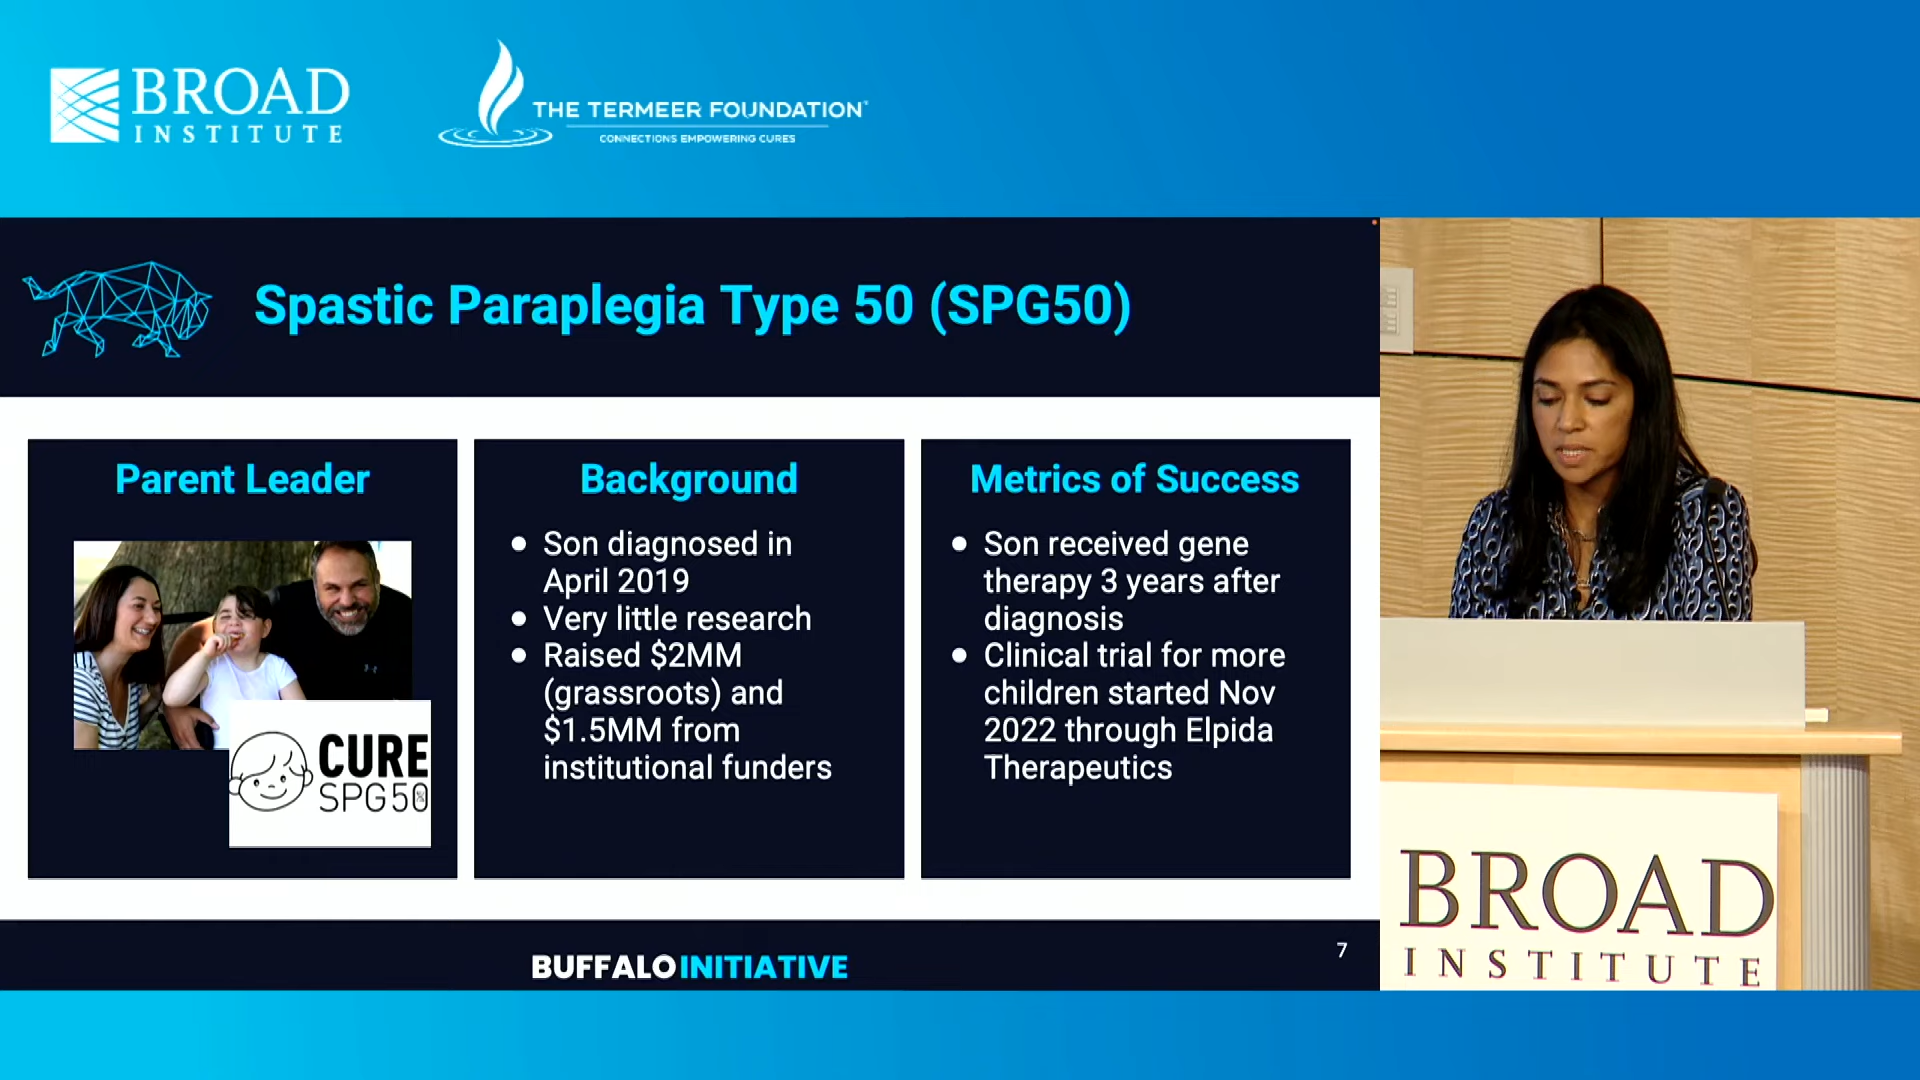 BROAD
INSTITUTE
THE TERMEER FOUNDATION
CONNECTIONS EMPOWERING CURES
Spastic Paraplegia Type 50 (SPG50)
Parent Leader
CURE
SPG50
Background
● Son diagnosed in
April 2019
● Very little research
● Raised $2MM
(grassroots) and
$1.5MM from
institutional funders
Metrics of Success
● Son received gene
therapy 3 years after
diagnosis
● Clinical trial for more
children started Nov
2022 through Elpida
Therapeutics
BUFFALO INITIATIVE
7
BROAD
INSTITUTE